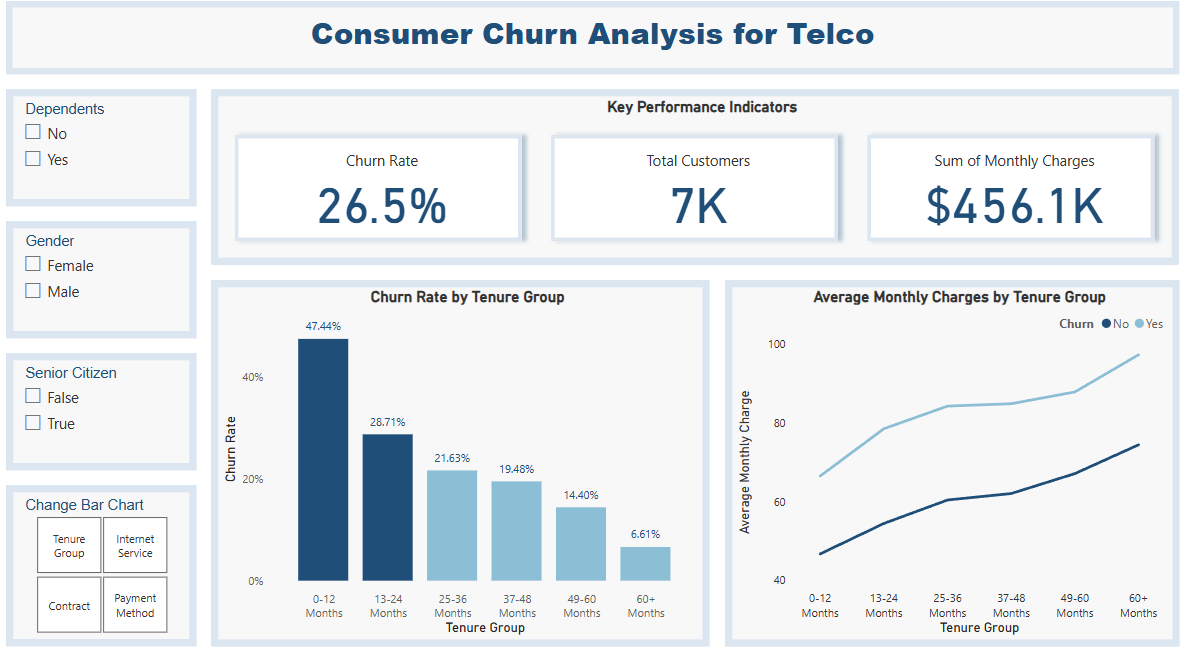 Consumer Churn Analysis for Telco
Dependents
No
Yes
Gender
Female
Male
Senior Citizen
False
True
Change Bar Chart
Tenure
Group
Internet
Service
Contract
Payment
Method
Key Performance Indicators
Churn Rate
26.5%
Total Customers
7K
Sum of Monthly Charges
$456.1K
Churn Rate by Tenure Group
Churn Rate
40%
20%
0%
47.44%
28.71%
21.63%
19.48%
14.40%
6.61%
0-12
Months
13-24
Months
25-36
Months
37-48
Months
49-60
Months
60+
Months
Tenure Group
Average Monthly Charges by Tenure Group
Churn No Yes
Average Monthly Charge
100
80
60
40
0-12
Months
13-24
Months
25-36
Months
37-48
Months
49-60
Months
60+
Months
Tenure Group